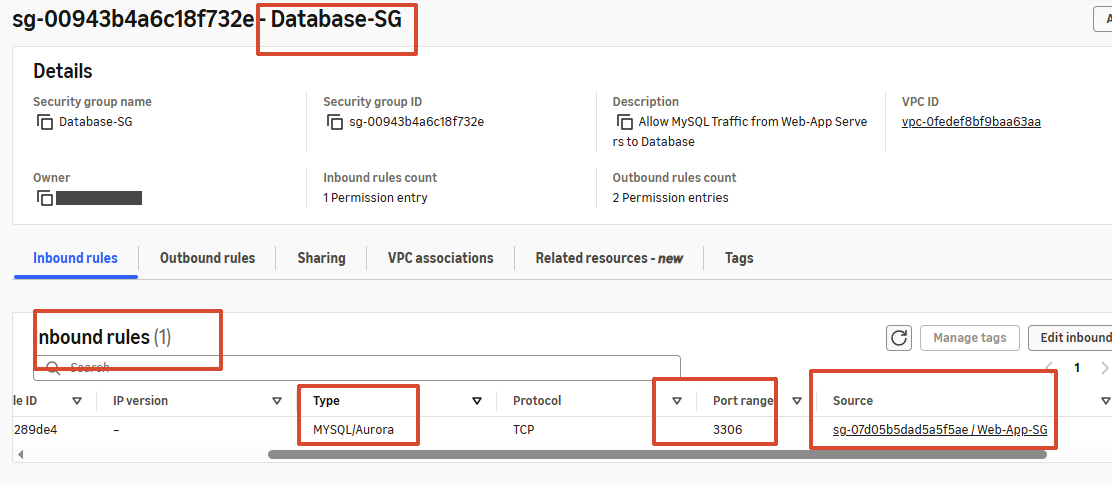 sg-00943b4a6c18f732e - Database-SG
Details
Security group name
Database-SG
Security group ID
sg-00943b4a6c18f732e
Description
Allow MySQL Traffic from Web-App Serve
rs to Database
VPC ID
vpc-0fedef8bf9baa63aa
Owner
Inbound rules count
1 Permission entry
Outbound rules count
2 Permission entries
Inbound rules
Outbound rules
Sharing
VPC associations
Related resources - new
Tags
nbound rules (1)
Search
Manage tags
Edit inbound
1
le ID
IP version
Type
Protocol
Port range
Source
289de4
–
MYSQL/Aurora
TCP
3306
sg-07d05b5dad5a5f5ae / Web-App-SG